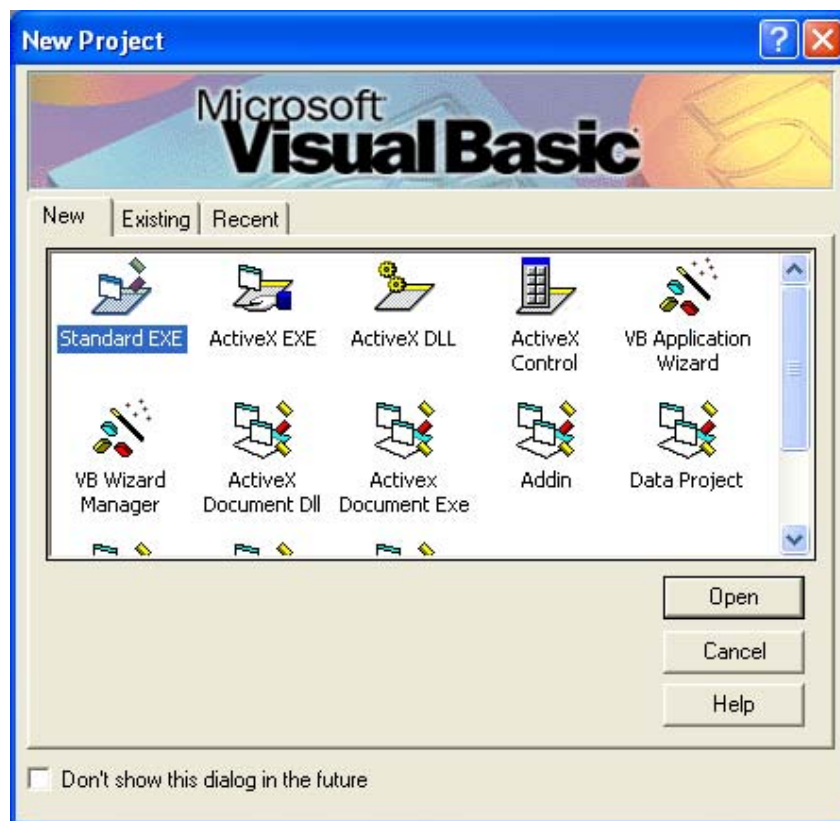 New Project
Microsoft
Visual Basic
New Existing Recent
Standard EXE ActiveX EXE ActiveX DLL ActiveX Control VB Application Wizard
VB Wizard Manager ActiveX Document Dll Activex Document Exe Addin Data Project
Open
Cancel
Help
Don't show this dialog in the future